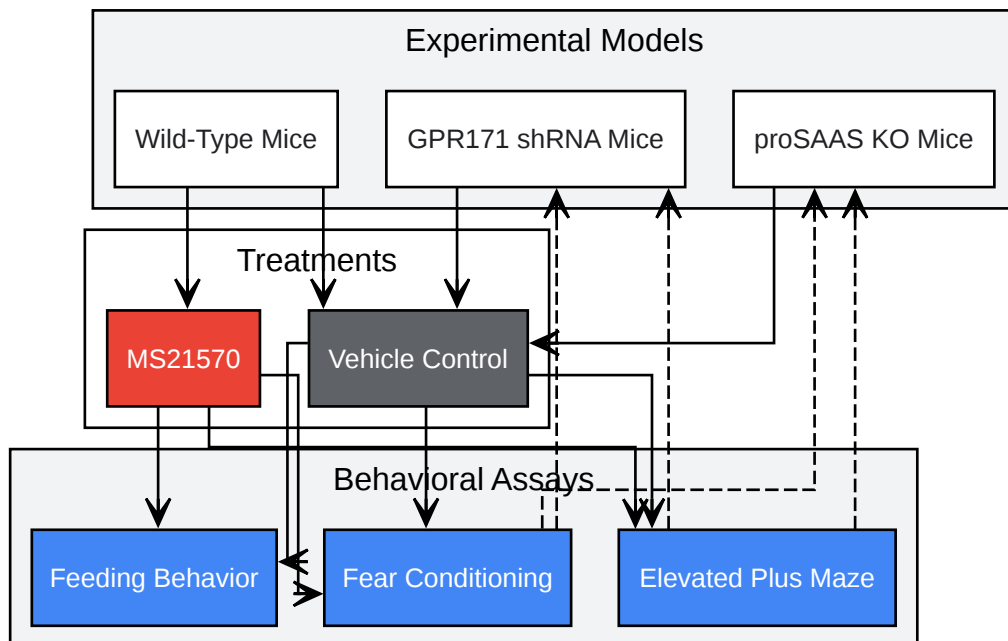 Experimental Models
Wild-Type Mice
GPR171 shRNA Mice
proSAAS KO Mice
Treatments
MS21570
Vehicle Control
Behavioral Assays
Feeding Behavior
Fear Conditioning
Elevated Plus Maze